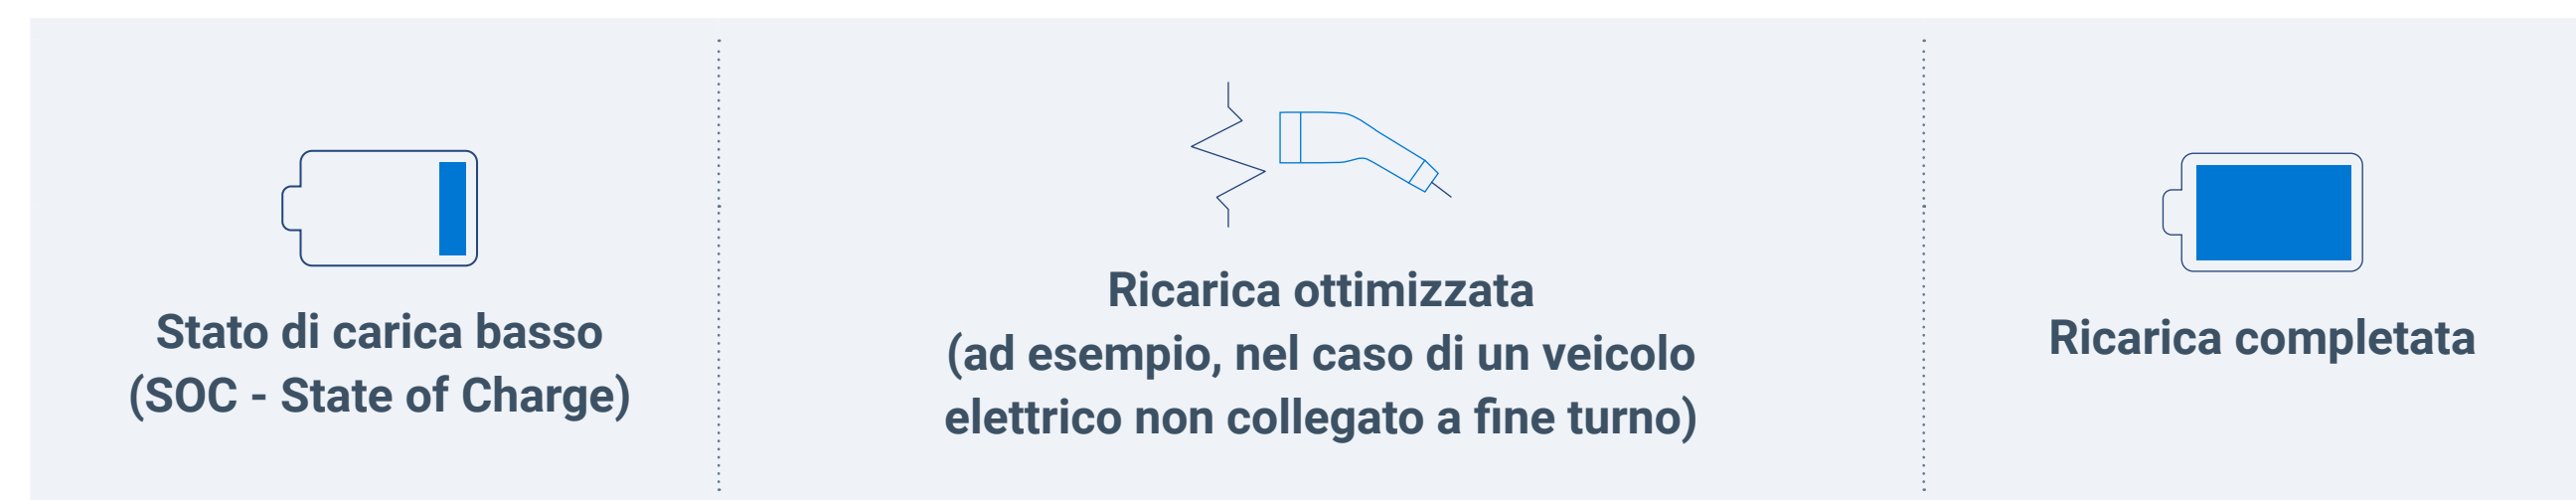 Stato di carica basso
(SOC - State of Charge)
Ricarica ottimizzata
(ad esempio, nel caso di un veicolo
elettrico non collegato a fine turno)
Ricarica completata